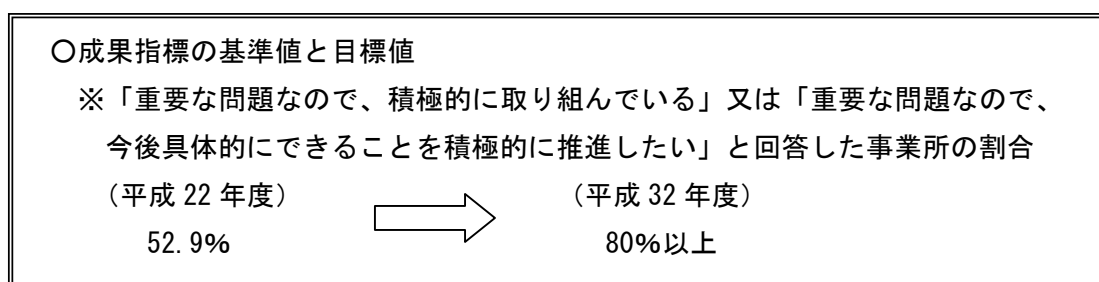 〇成果指標の基準値と目標値
※「重要な問題なので、積極的に取り組んでいる」又は「重要な問題なので、
今後具体的にできることを積極的に推進したい」と回答した事業所の割合
（平成 22 年度） （平成 32 年度）
52.9％ 80％以上